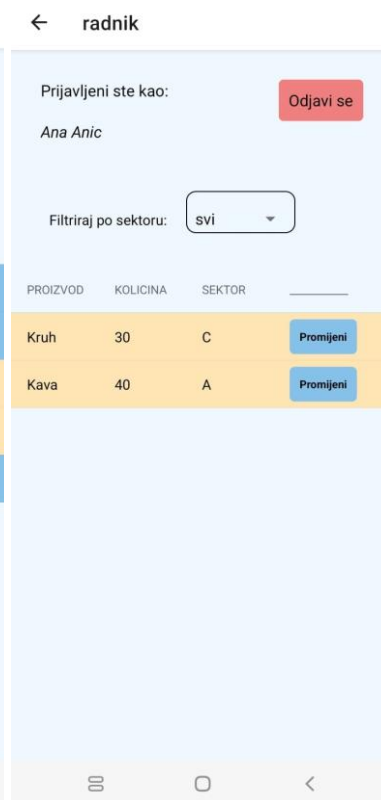 radnik
Prijavljeni ste kao:
Odjavi se
Ana Anic
Filtriraj po sektoru: svi
PROIZVOD KOLICINA SEKTOR
Kruh 30 C Promijeni
Kava 40 A Promijeni